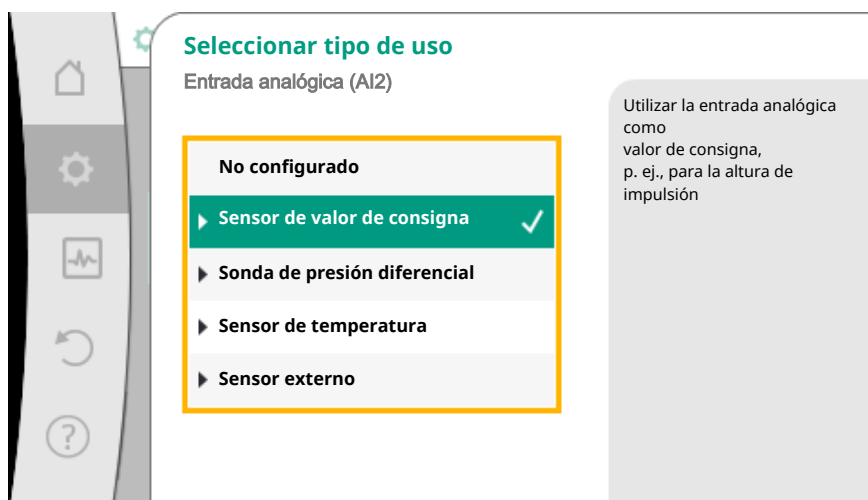 Seleccionar tipo de uso
Entrada analógica (AI2)
No configurado
Sensor de valor de consigna
Sonda de presión diferencial
Sensor de temperatura
Sensor externo
Utilizar la entrada analógica
como
valor de consigna,
p. ej., para la altura de
impulsión
?